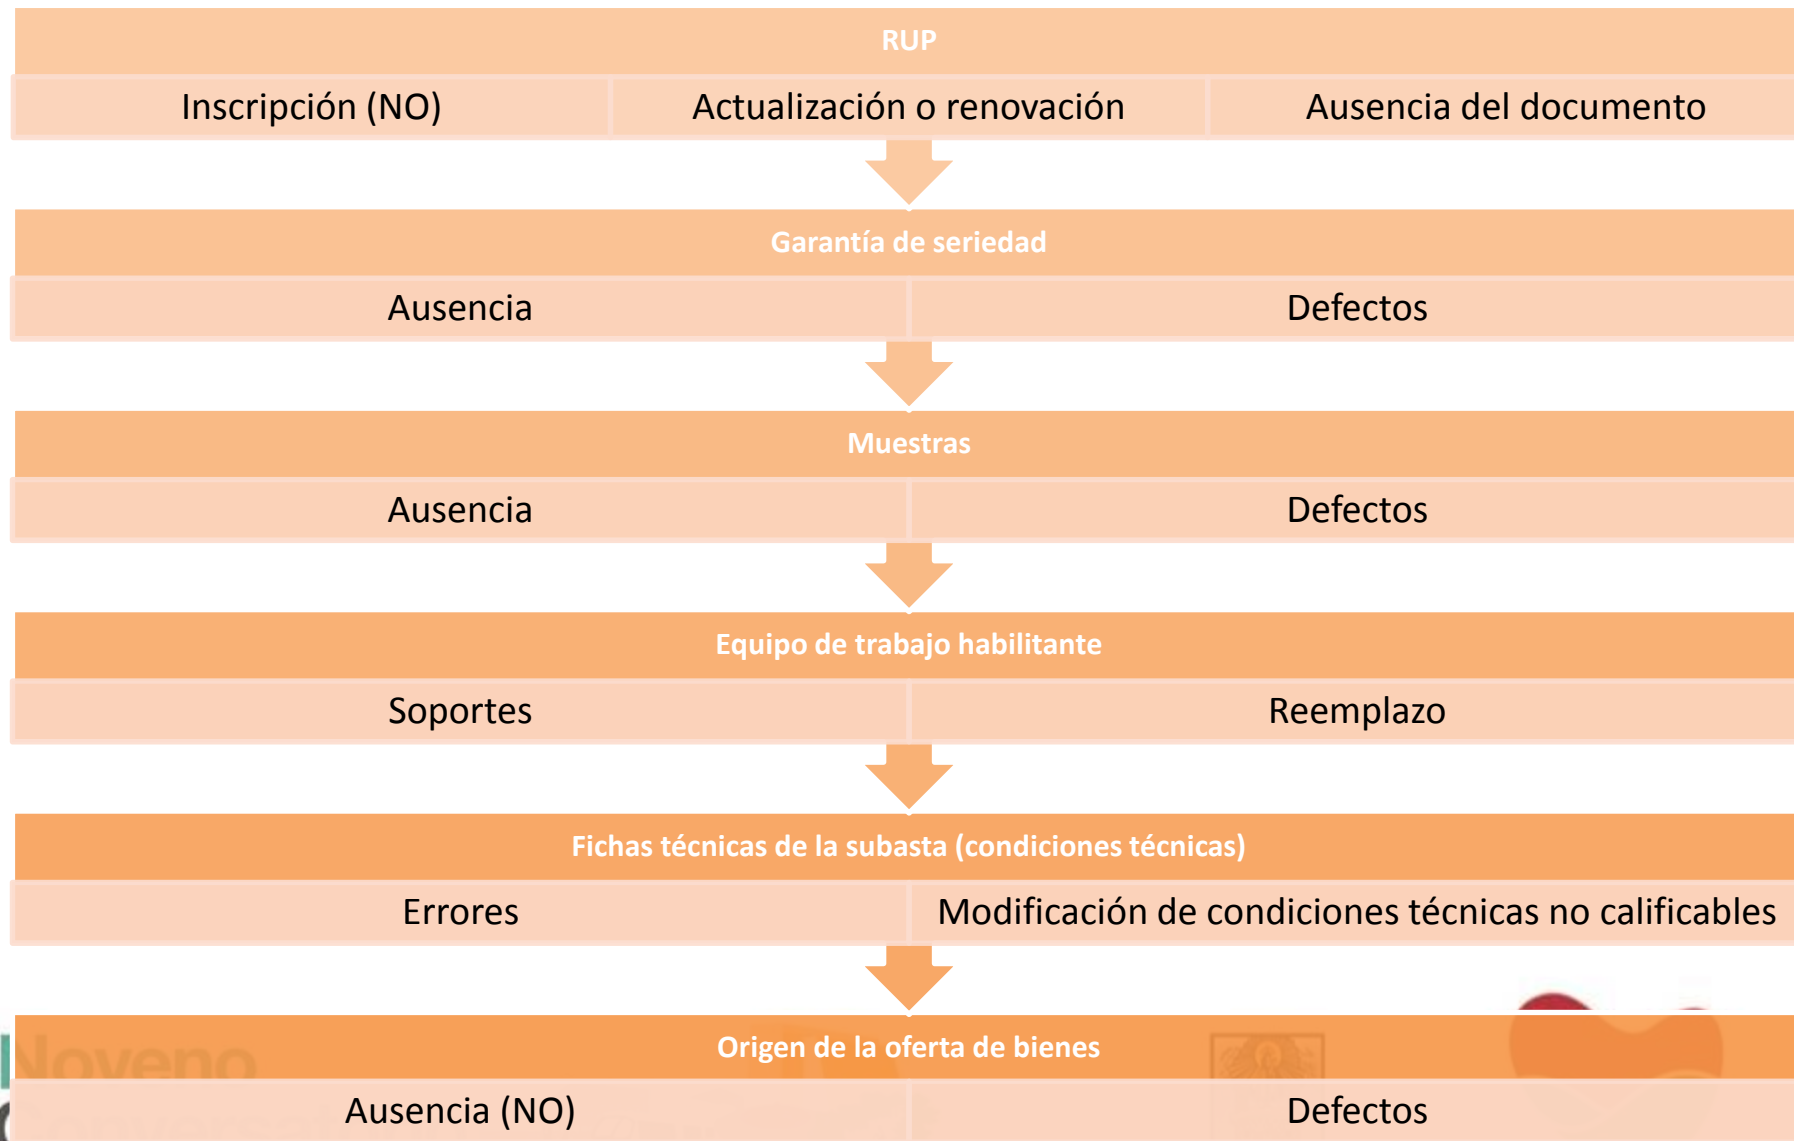 RUP
Inscripción (NO)
Actualización o renovación
Ausencia del documento
Garantía de seriedad
Ausencia
Defectos
Muestras
Ausencia
Defectos
Equipo de trabajo habilitante
Soportes
Reemplazo
Fichas técnicas de la subasta (condiciones técnicas)
Errores
Modificación de condiciones técnicas no calificables
Origen de la oferta de bienes
Noveno
Ausencia (NO)
Defectos